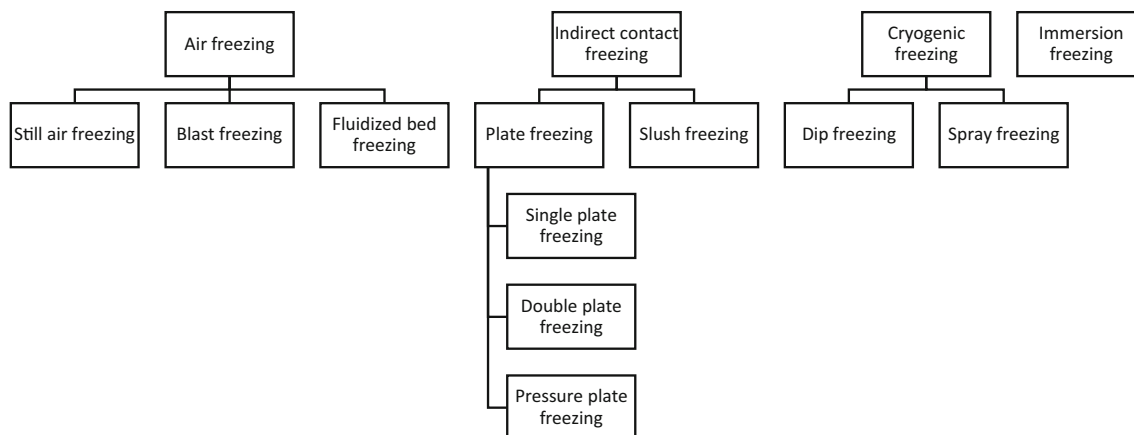 Air freezing
Indirect contact
freezing
Cryogenic
freezing
Immersion
freezing
Still air freezing
Blast freezing
Fluidized bed
freezing
Plate freezing
Slush freezing
Dip freezing
Spray freezing
Single plate
freezing
Double plate
freezing
Pressure plate
freezing